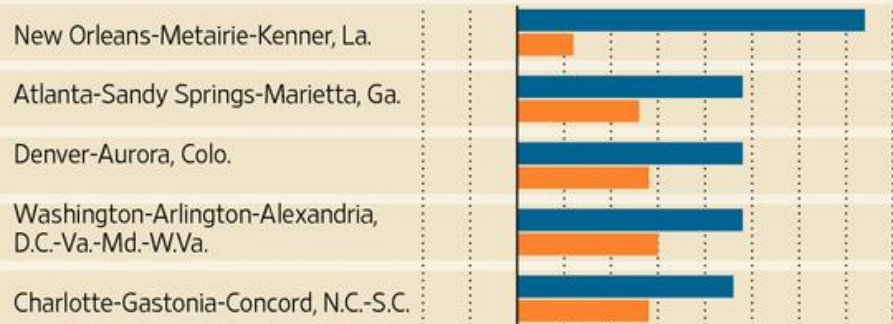 New Orleans-Metairie-Kenner, La.
Atlanta-Sandy Springs-Marietta, Ga.
Denver-Aurora, Colo.
Washington-Arlington-Alexandria,
D.C.-Va.-Md.-W.Va.
Charlotte-Gastonia-Concord, N.C.-S.C.